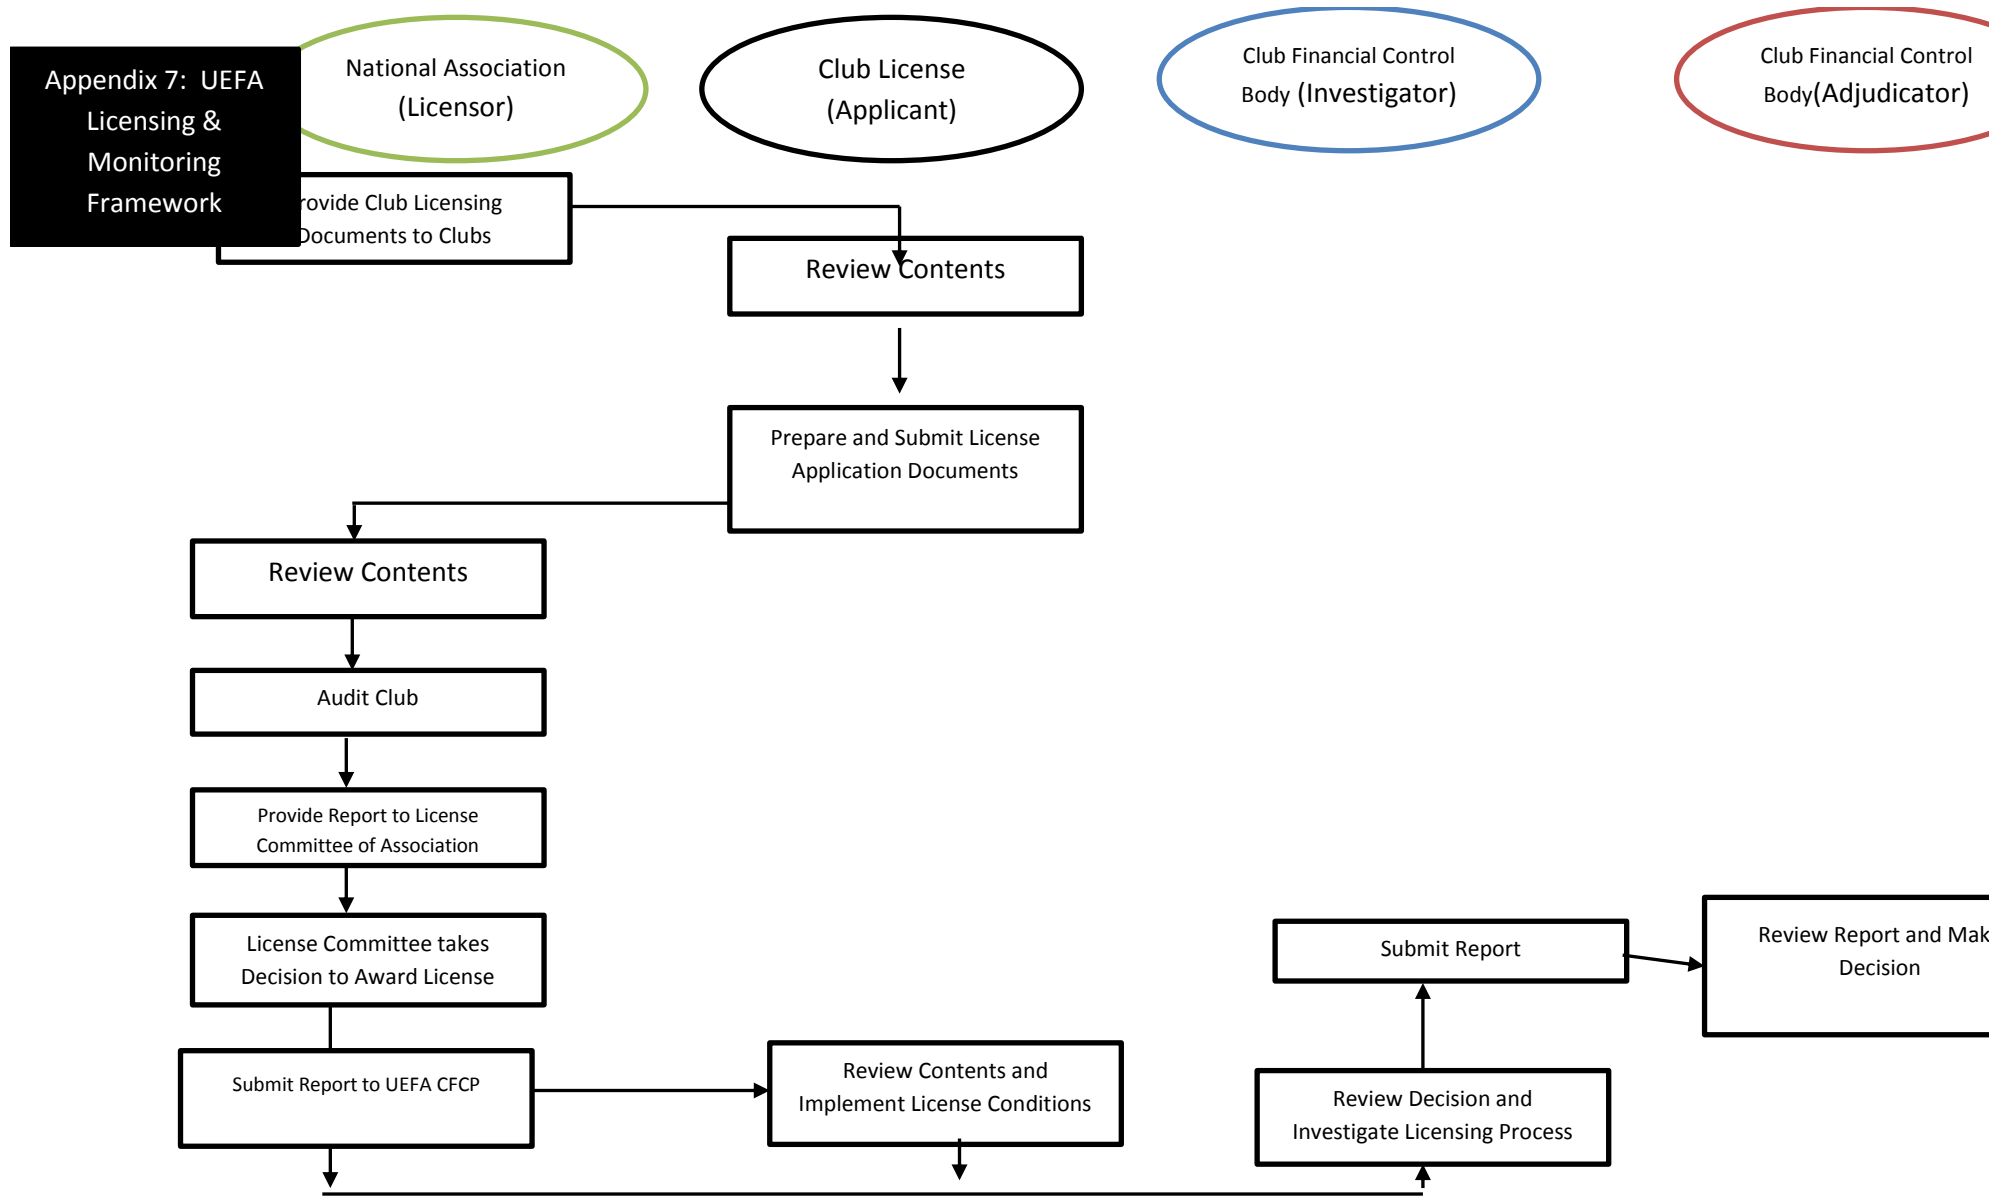 Appendix 7: UEFA
Licensing &
Monitoring
Framework
National Association
(Licensor)
Club License
(Applicant)
Club Financial Control
Body (Investigator)
Club Financial Control
Body(Adjudicator)
rovide Club Licensing
Documents to Clubs
Review Contents
Prepare and Submit License
Application Documents
Review Contents
Audit Club
Provide Report to License
Committee of Association
License Committee takes
Decision to Award License
Submit Report
Review Report and Mak
Decision
Submit Report to UEFA CFCP
Review Contents and
Implement License Conditions
Review Decision and
Investigate Licensing Process